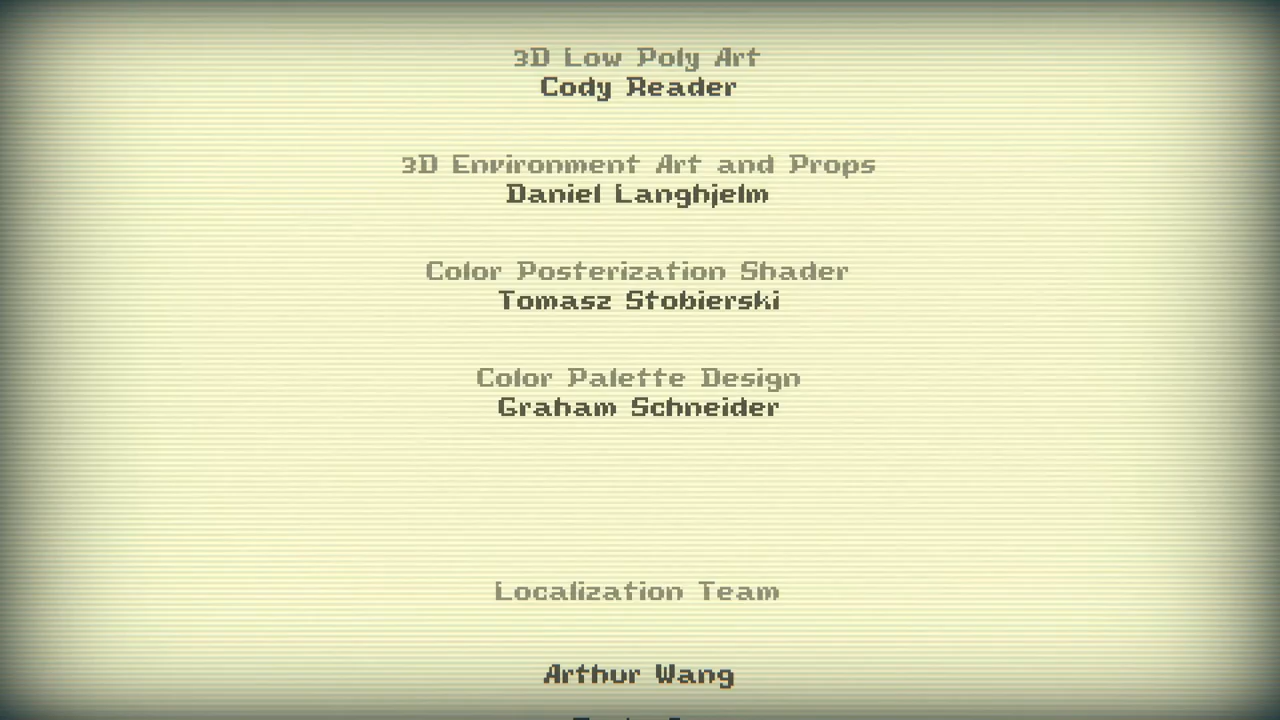 3D Low Poly Art
Cody Reader
3D Environment Art and Props
Daniel Langhjelm
Color Posterization Shader
Tomasz Stobierski
Color Palette Design
Graham Schneider
Localization Team
Arthur Wang